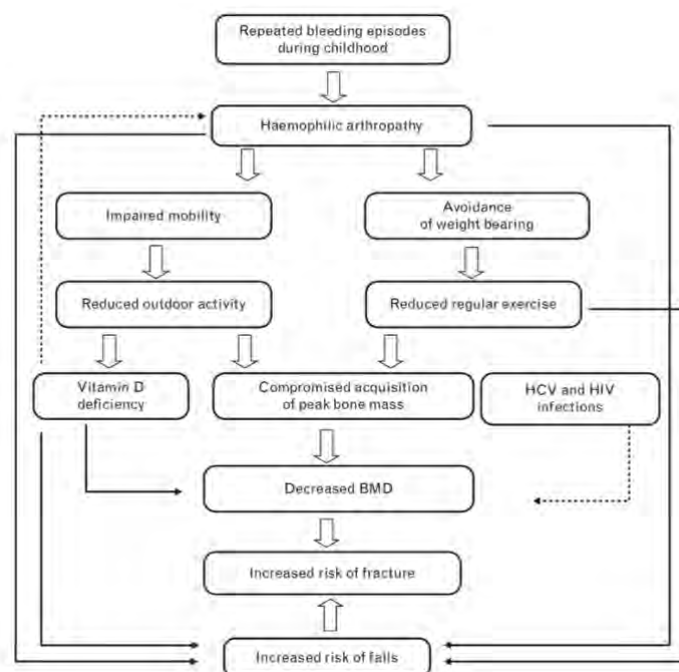 Repeated bleeding episodes
during childhood
Haemophilic arthropathy
Impaired mobility
Avoidance
of weight bearing
Reduced outdoor activity
Reduced regular exercise
Vitamin D
deficiency
Compromised acquisition
of peak bone mass
HCV and HIV
infections
Decreased BMD
Increased risk of fracture
Increased risk of falls